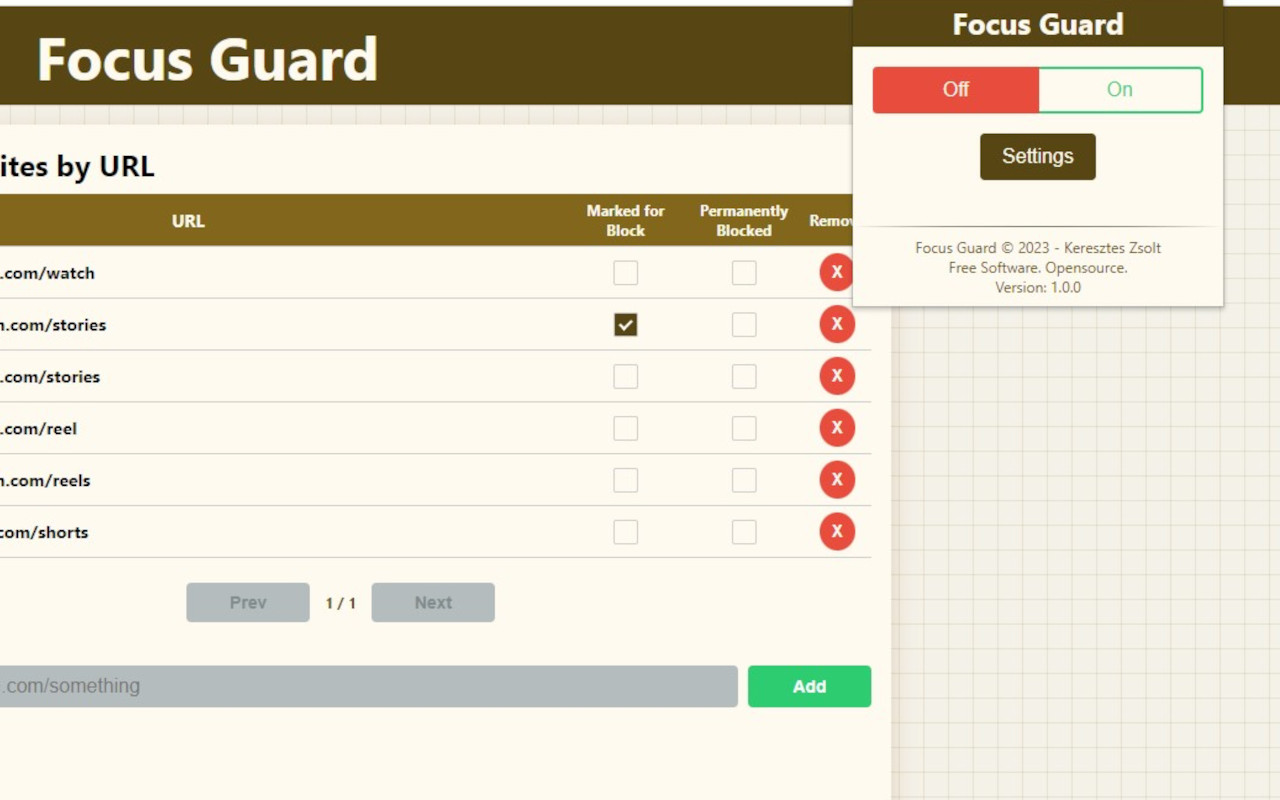 Focus Guard
Focus Guard
Off
On
Settings
Focus Guard © 2023 - Keresztes Zsolt
Free Software. Opensource.
Version: 1.0.0
ites by URL
URL
Marked for
Block
Permanently
Blocked
Remov
.com/watch
X
n.com/stories
X
.com/stories
X
.com/reel
X
n.com/reels
X
com/shorts
X
Prev
1 / 1
Next
.com/something
Add